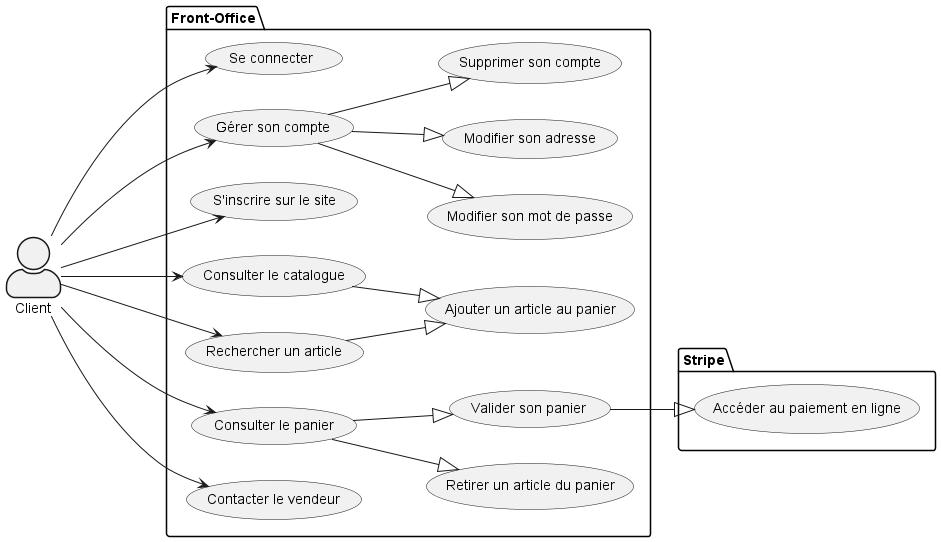 Front-Office
Se connecter
Supprimer son compte
Gérer son compte
Modifier son adresse
S'inscrire sur le site
Modifier son mot de passe
Consulter le catalogue
Client
Ajouter un article au panier
Rechercher un article
Stripe
Valider son panier
Accéder au paiement en ligne
Consulter le panier
Retirer un article du panier
Contacter le vendeur